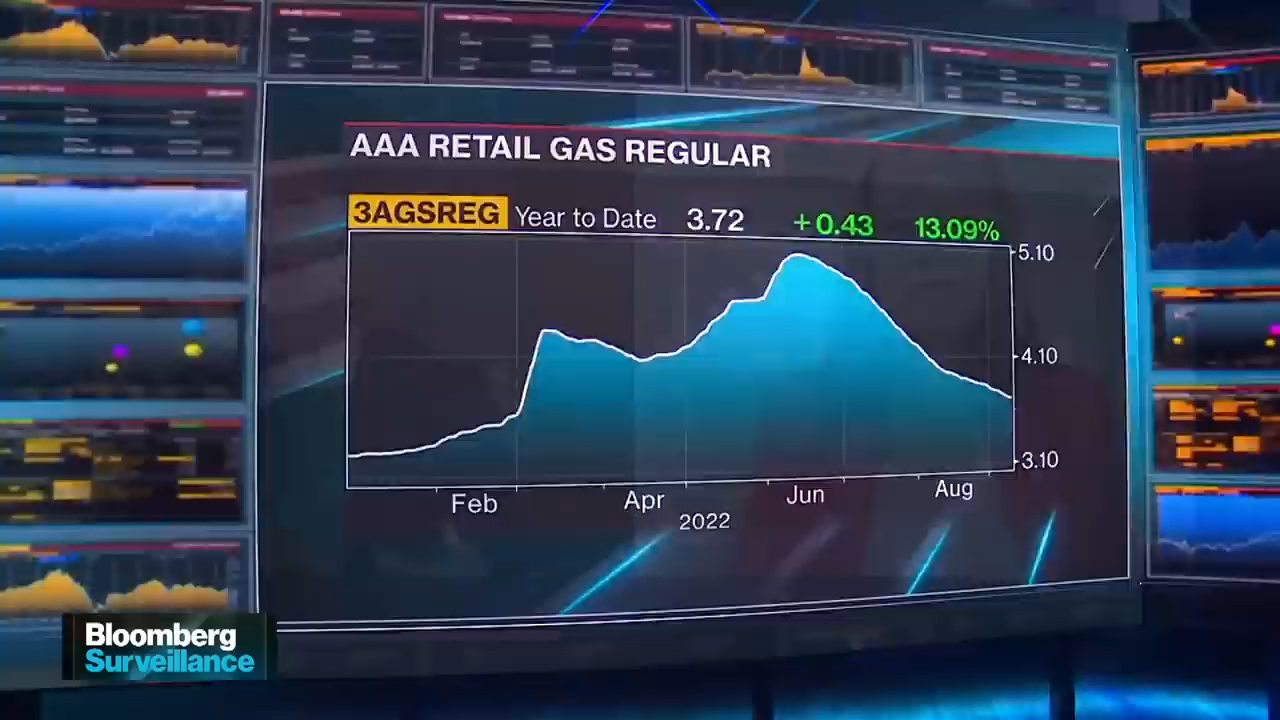 AAA RETAIL GAS REGULAR
3AGSREG Year to Date 3.72 +0.43 13.09%
5.10
4.10
3.10
Feb Apr Jun Aug
2022
Bloomberg
Surveillance